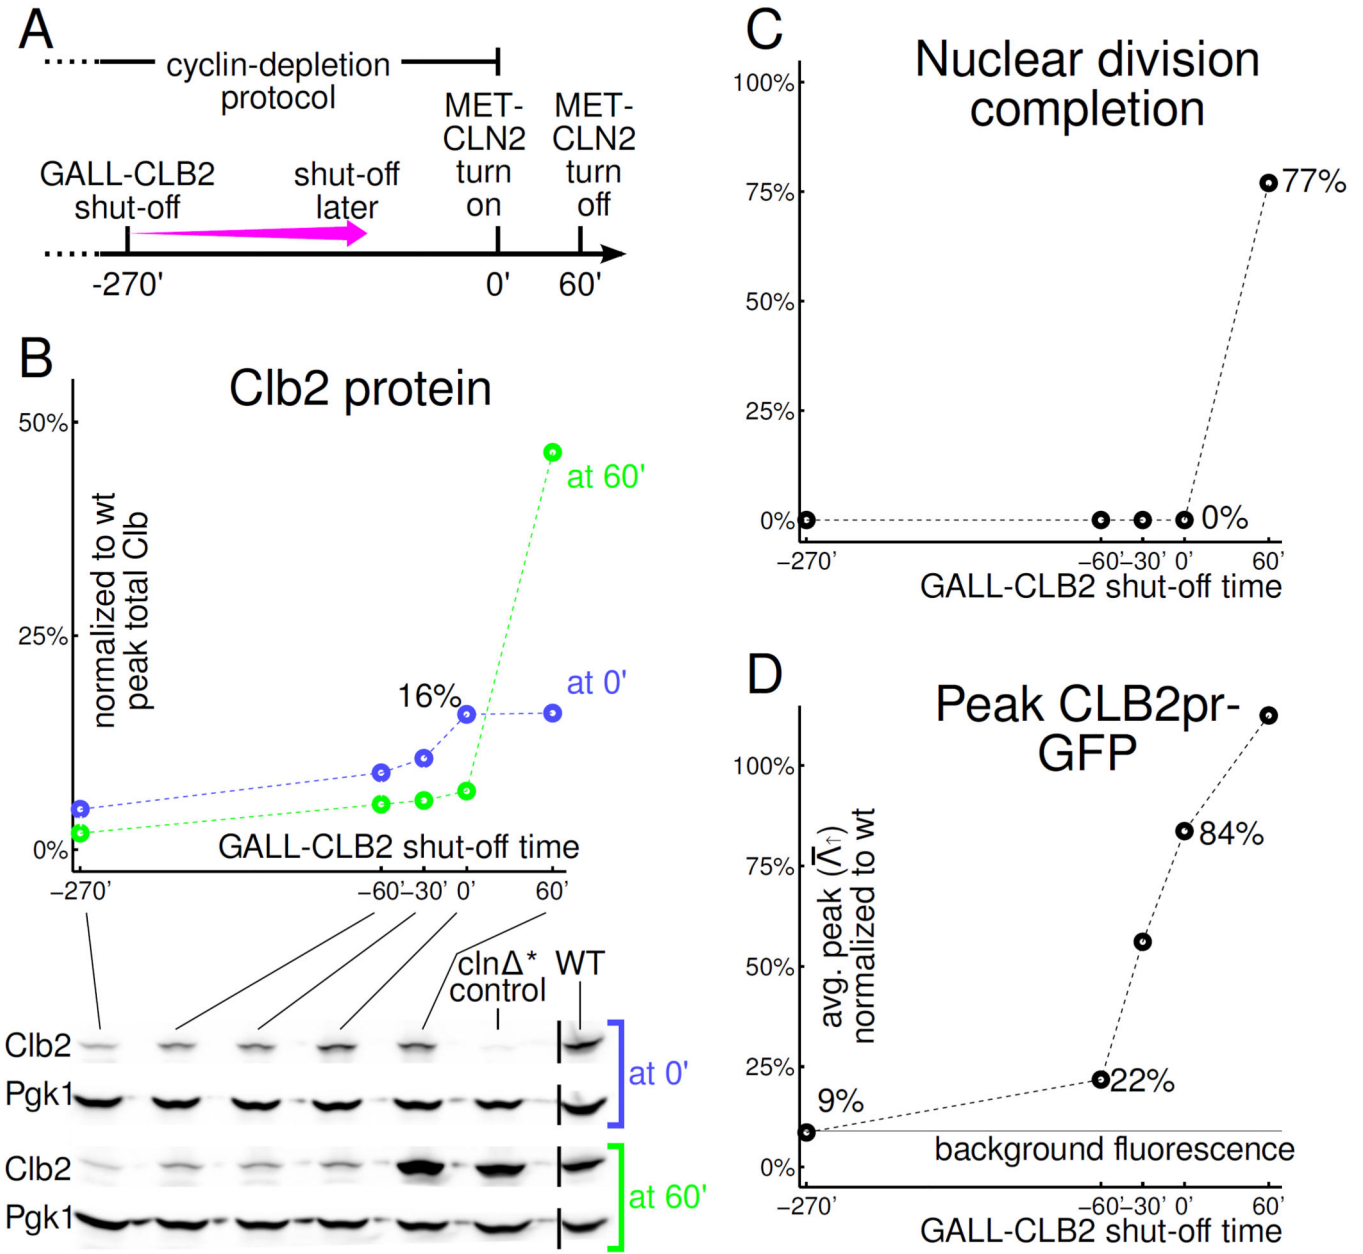 A
cyclin-depletion
protocol
GALL-CLB2
shut-off
shut-off
later
MET-
CLN2
turn
on
MET-
CLN2
turn
off
-270'
0'
60'
B
Clb2 protein
50%
25%
0%
normalized to wt
peak total Clb
at 60'
at 0'
16%
GALL-CLB2 shut-off time
−270'
−60'
−30'
0'
60'
clnΔ*
control
WT
Clb2
Pgk1
at 0'
Clb2
Pgk1
at 60'
C
Nuclear division
completion
100%
75%
50%
25%
0%
77%
0%
−270'
−60'
−30'
0'
60'
GALL-CLB2 shut-off time
D
Peak CLB2pr-
GFP
100%
75%
50%
25%
0%
avg. peak (Λ̅↑)
normalized to wt
84%
22%
9%
background fluorescence
−270'
−60'
−30'
0'
60'
GALL-CLB2 shut-off time